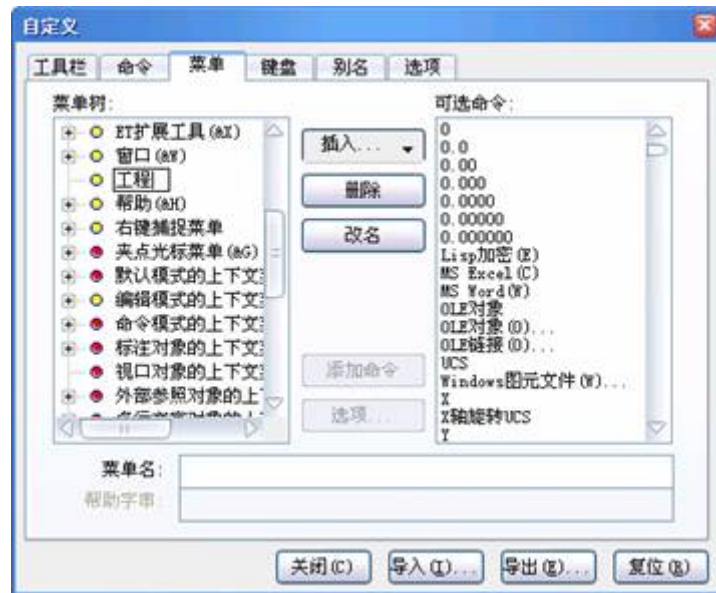 自定义
工具栏 命令 菜单 键盘 别名 选项
菜单树:
ET扩展工具(&X)
窗口(&W)
工程
帮助(&H)
右键捕捉菜单
夹点光标菜单(&G)
默认模式的上下文
编辑模式的上下文
命令模式的上下文
标注对象的上下文
视口对象的上下文
外部参照对象的上
插入...
删除
改名
添加命令
选项...
可选命令:
0
0.0
0.00
0.000
0.0000
0.00000
0.000000
Lisp加密(E)
MS Excel(C)
MS Word(W)
OLE对象
OLE对象(O)...
OLE链接(O)...
UCS
Windows图元文件(W)...
X
X轴旋转UCS
Y
菜单名:
帮助字串:
关闭(C) 导入(I)... 导出(E)... 复位(R)